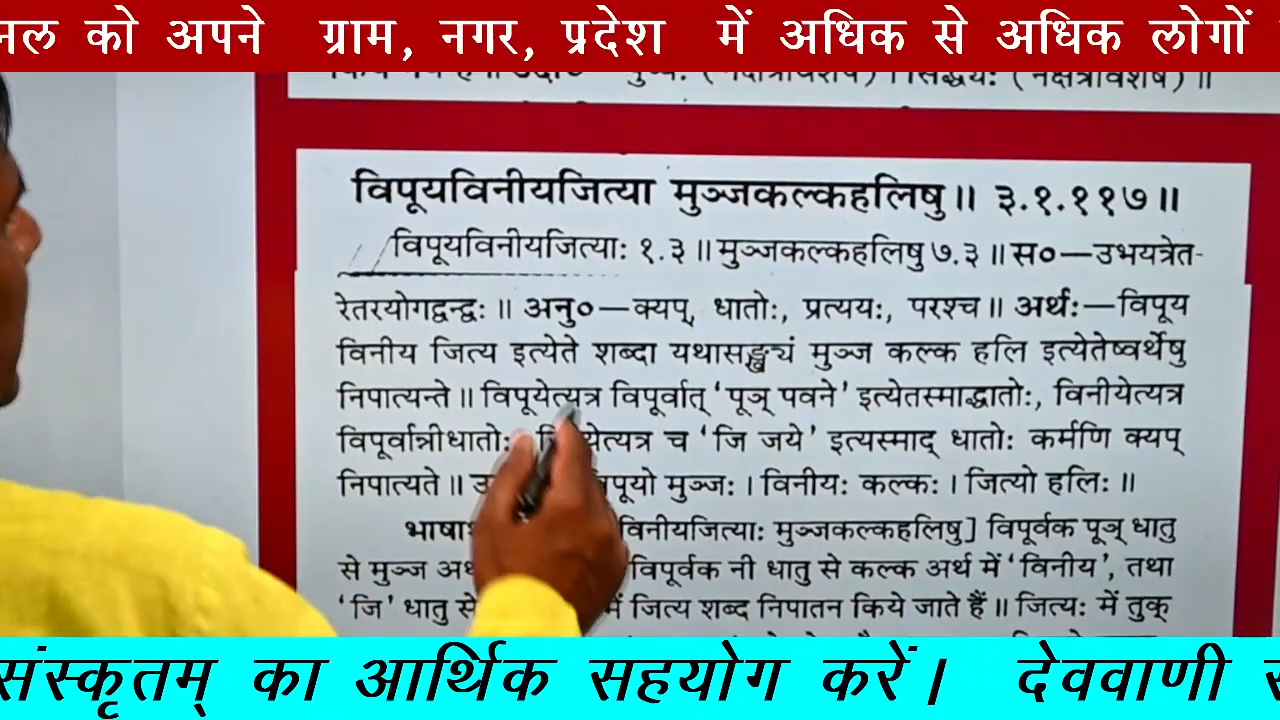 को अपने ग्राम, नगर, प्रदेश में अधिक से अधिक लोगों
विपूयविनीयजित्या मुञ्जकल्कहलिषु॥ ३.१.११७॥
विपूयविनीयजित्याः १.३॥ मुञ्जकल्कहलिषु ७.३॥ स०—उभयत्रेत-
रेतरयोगद्वन्द्वः॥ अनु०—क्यप्, धातोः, प्रत्ययः, परश्च॥ अर्थः—विपूय
विनीय जित्य इत्येते शब्दा यथासङ्ख्यं मुञ्ज कल्क हलि इत्येतेष्वर्थेषु
निपात्यन्ते॥ विपूयेत्यत्र विपूर्वात् ‘पूञ् पवने’ इत्येतस्माद्धातोः, विनीयेत्यत्र
विपूर्वान्नीधातोः च ‘जि जये’ इत्यस्माद् धातोः कर्मणि क्यप्
निपात्यते॥ मुञ्जः। विनीयः कल्कः। जित्यो हलिः॥
विनीयजित्याः मुञ्जकल्कहलिषु] विपूर्वक पूञ् धातु
से मुञ्ज विपूर्वक नी धातु से कल्क अर्थ में ‘विनीय’, तथा
‘जि’ धातु से में जित्य शब्द निपातन किये जाते हैं॥ जित्यः में तुक्
संस्कृतम् का आर्थिक सहयोग करें। देववाणी